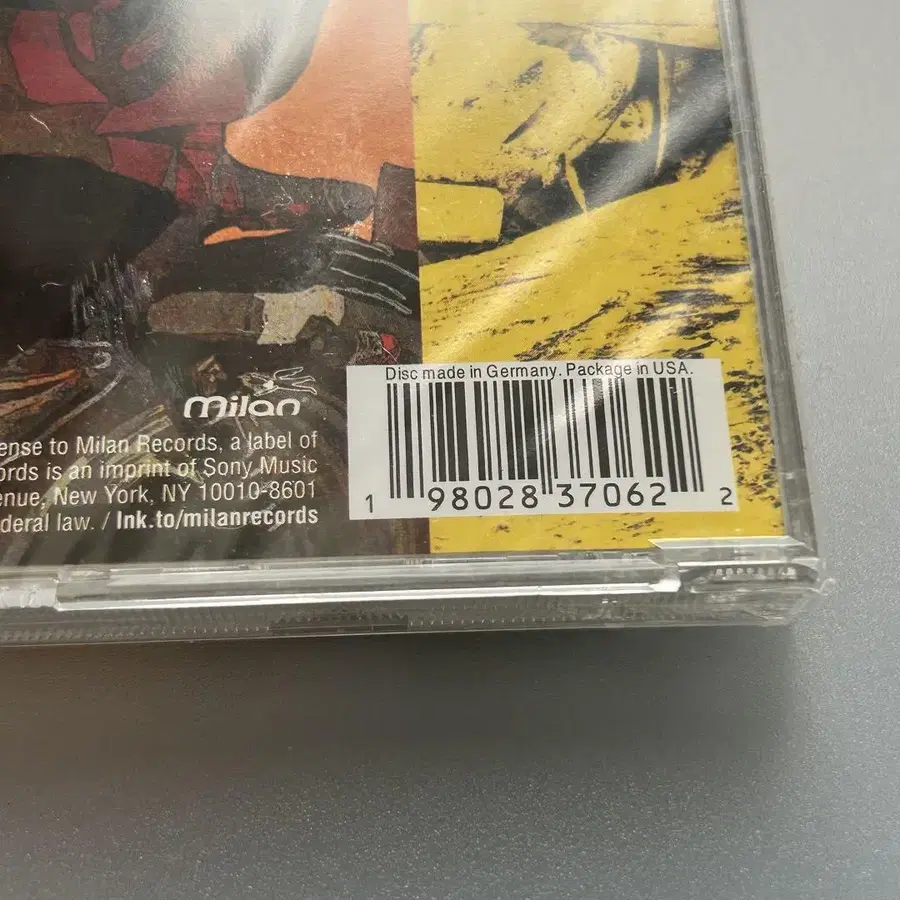 milan
ense to Milan Records, a label of
ords is an imprint of Sony Music
enue, New York, NY 10010-8601
deral law. / lnk.to/milanrecords
Disc made in Germany. Package in USA.
1 98028 37062 2